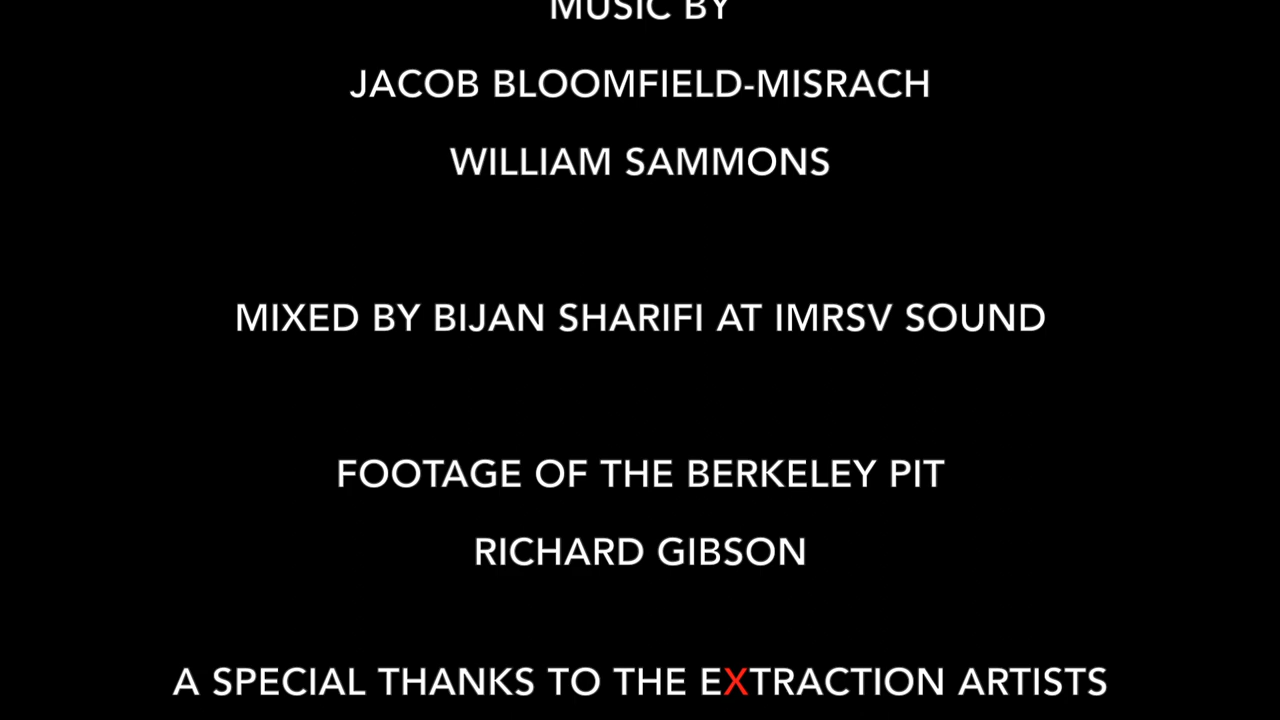 MUSIC BY
JACOB BLOOMFIELD-MISRACH
WILLIAM SAMMONS
MIXED BY BIJAN SHARIFI AT IMRSV SOUND
FOOTAGE OF THE BERKELEY PIT
RICHARD GIBSON
A SPECIAL THANKS TO THE EXTRACTION ARTISTS